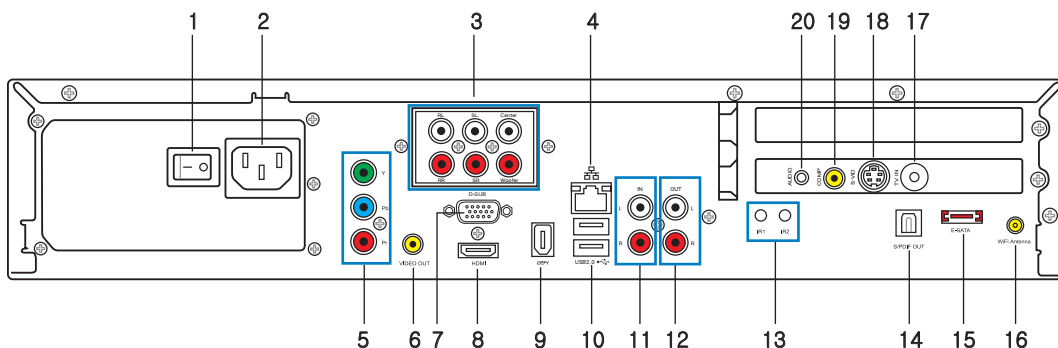 1 2 3 4 20 19 18 17
RL SL Center
RR SR Woofer
AUDIO
COMP
S-VID
TV IN
Y
Pb
Pr
D-SUB
VIDEO OUT
HDMI
USB2.0
IN
L
R
OUT
L
R
IR1 IR2
S/PDIF OUT
E-SATA
WiFi Antenna
5 6 7 8 9 10 11 12 13 14 15 16